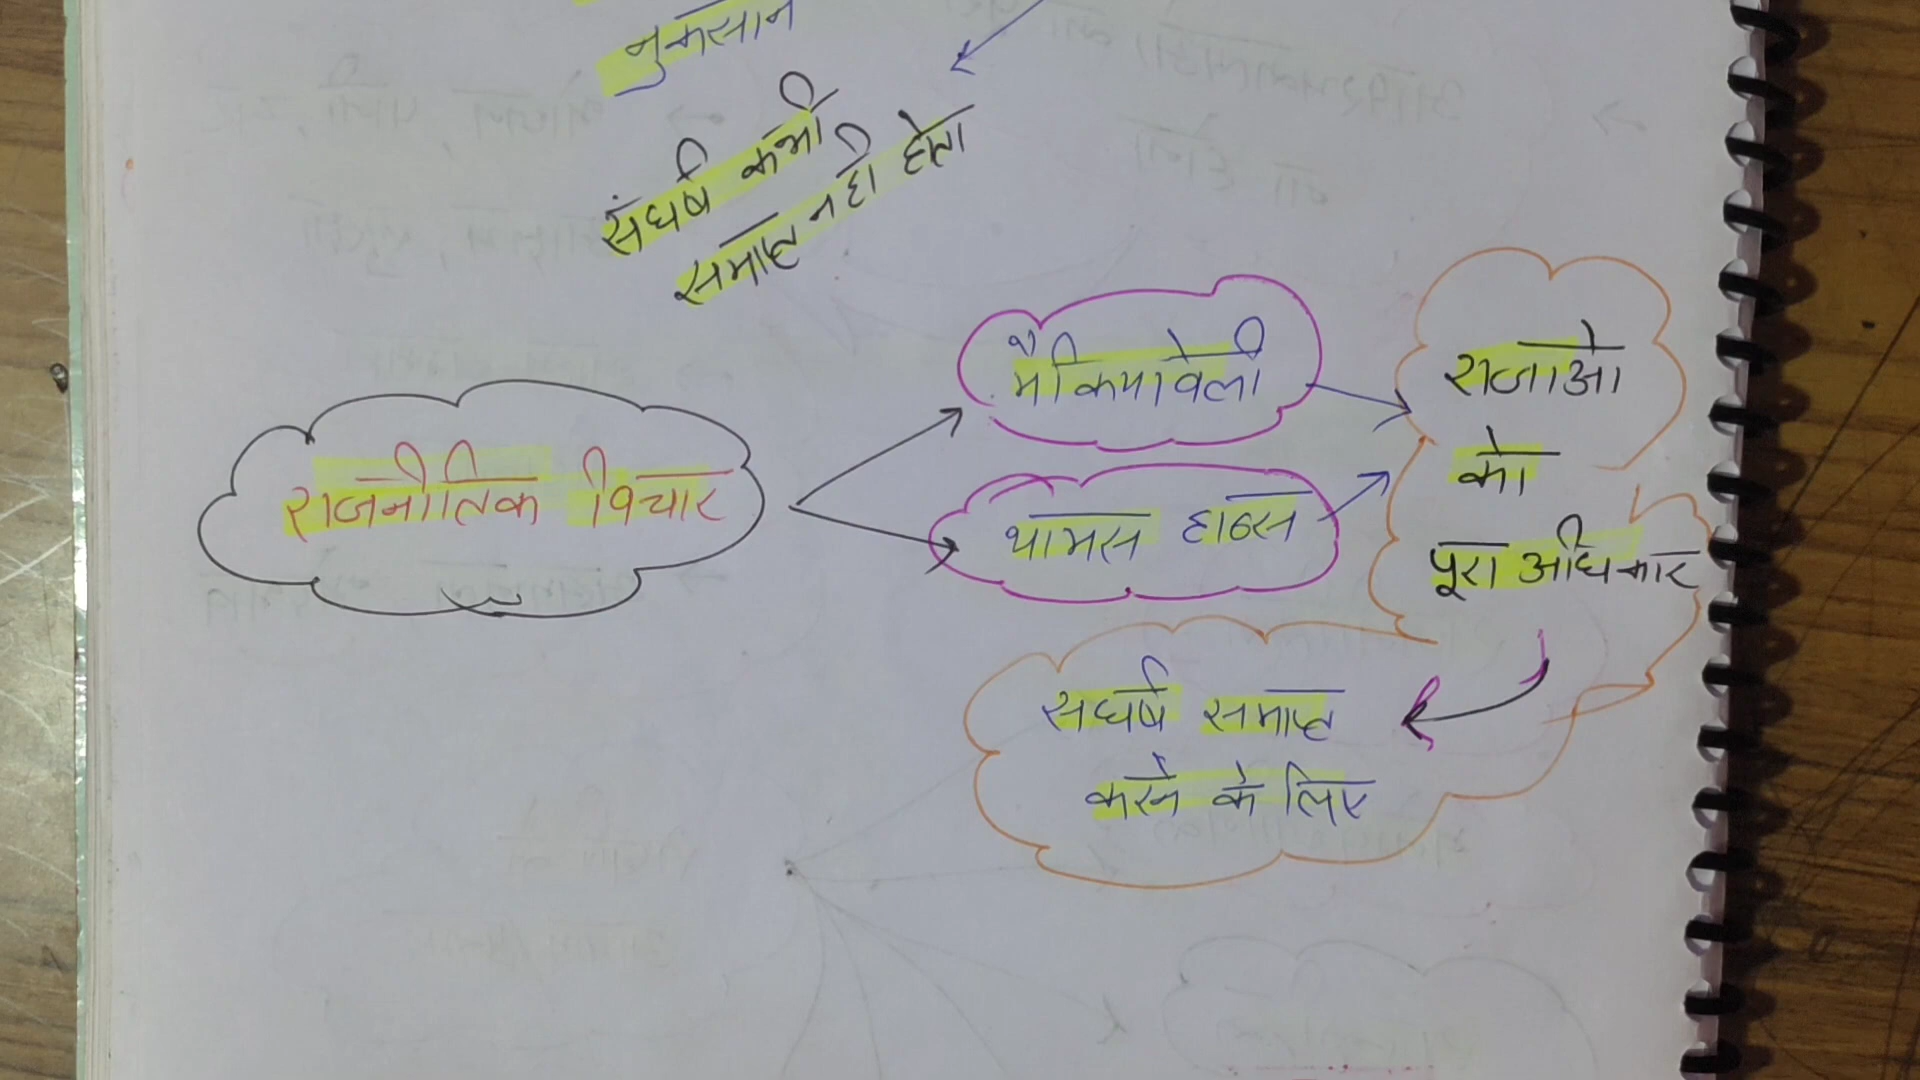 नुकसान
संघर्ष कभी
समाप्त नही होता
राजनीतिक विचार
मैकियावेली
थामस हाब्स
राजाओ
को
पूरा अधिकार
संघर्ष समाप्त
करने के लिए